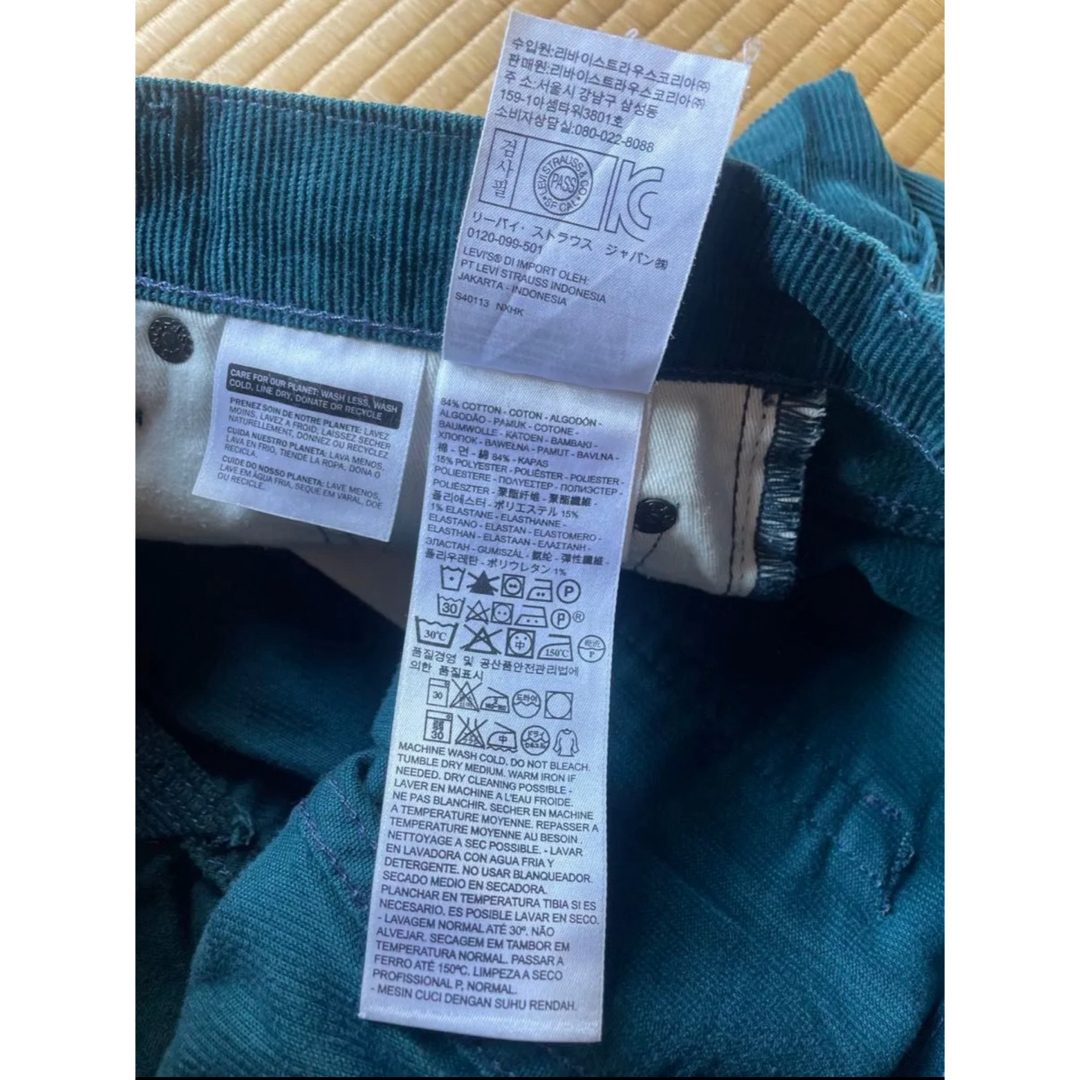 수입원:리바이스트라우스코리아㈜
판매원:리바이스트라우스코리아㈜
주 소:서울시 강남구 삼성동
159-1아셈타워3801호
소비자상담실:080-022-8088
검사필
LEVI STRAUSS & CO
PASS
SF CAL
リーバイ・ストラウス ジャパン㈱
0120-099-501
LEVI'S® DI IMPORT OLEH:
PT LEVI STRAUSS INDONESIA
JAKARTA - INDONESIA
S40113 NXHK
CARE FOR OUR PLANET: WASH LESS, WASH
COLD, LINE DRY, DONATE OR RECYCLE
PRENEZ SOIN DE NOTRE PLANETE: LAVEZ
MOINS, LAVEZ A FROID, LAISSEZ SECHER
NATURELLEMENT, DONNEZ OU RECYCLEZ
CUIDA NUESTRO PLANETA: LAVA MENOS,
LAVA EN FRIO, TIENDE LA ROPA, DONA O
RECICLA.
CUIDE DO NOSSO PLANETA: LAVE MENOS,
LAVE EM ÁGUA FRIA, SEQUE EM VARAL, DOE
OU RECICLE.
84% COTTON - COTON - ALGODÓN -
ALGODÃO - PAMUK - COTONE -
BAUMWOLLE - KATOEN - BAMBAKI -
ХЛОПОК - BAWEŁNA - PAMUT - BAVLNA -
棉 - 면 - 綿 84% - KAPAS
15% POLYESTER - POLIÉSTER - POLIESTER -
POLIESTERE - ПОЛУЕСТЕР - ПОЛИЭСТЕР -
POLIÉSZTER - 聚酯纤维 - 聚酯纖維 -
폴리에스터 - ポリエステル 15%
1% ELASTANE - ELASTHANNE -
ELASTANO - ELASTAN - ELASTOMERO -
ELASTHAN - ELASTAAN - ΕΛΑΣΤΑΝΗ -
ЭЛАСТАН - GUMISZÁL - 氨纶 - 彈性纖維 -
폴리우레탄 - ポリウレタン 1%
P
30 P®
30℃ 中 150℃ P
품질경영 및 공산품안전관리법에
의한 품질표시
30 드라이
弱 30 中 ドライ
MACHINE WASH COLD. DO NOT BLEACH.
TUMBLE DRY MEDIUM. WARM IRON IF
NEEDED. DRY CLEANING POSSIBLE -
LAVER EN MACHINE A L'EAU FROIDE.
NE PAS BLANCHIR. SECHER EN MACHINE
A TEMPERATURE MOYENNE. REPASSER A
TEMPERATURE MOYENNE AU BESOIN .
NETTOYAGE A SEC POSSIBLE. - LAVAR
EN LAVADORA CON AGUA FRIA Y
DETERGENTE. NO USAR BLANQUEADOR.
SECADO MEDIO EN SECADORA.
PLANCHAR EN TEMPERATURA TIBIA SI ES
NECESARIO. ES POSIBLE LAVAR EN SECO.
- LAVAGEM NORMAL ATÉ 30º. NÃO
ALVEJAR. SECAGEM EM TAMBOR EM
TEMPERATURA NORMAL. PASSAR A
FERRO ATÉ 150ºC. LIMPEZA A SECO
PROFISSIONAL P, NORMAL.
- MESIN CUCI DENGAN SUHU RENDAH.